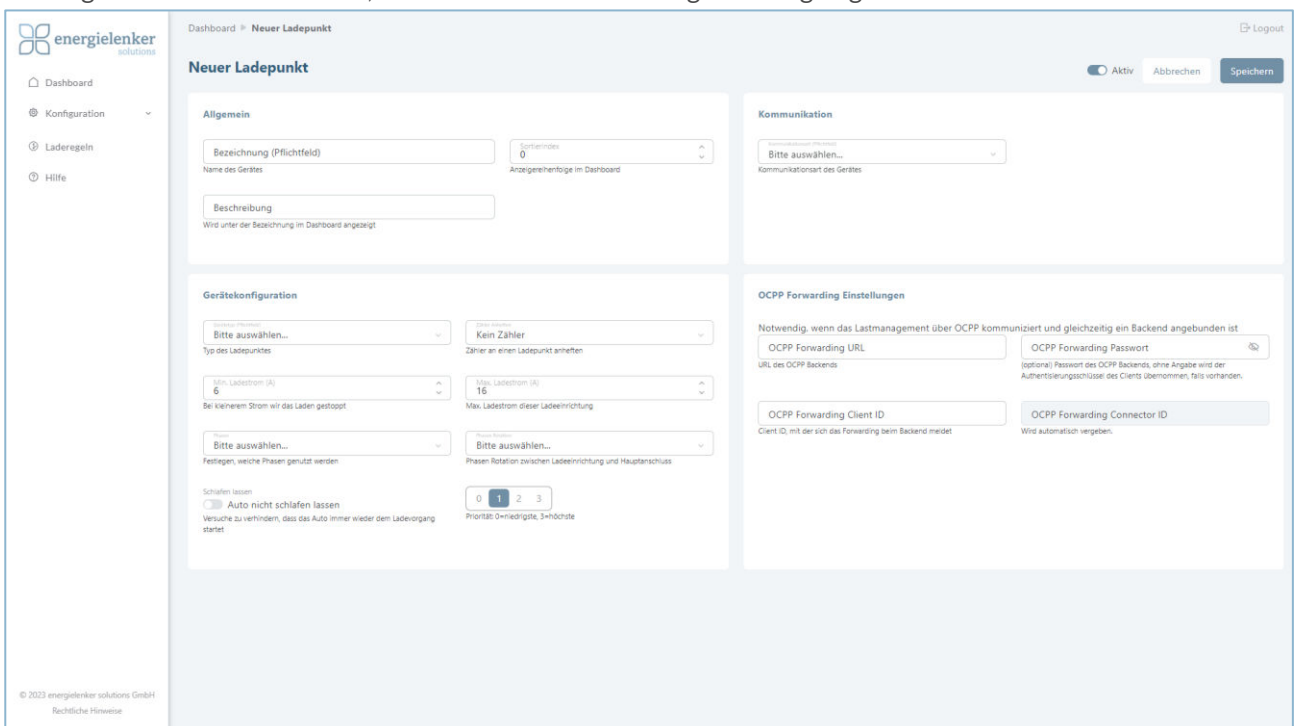 energielenker
solutions
Dashboard
Konfiguration
Laderegeln
Hilfe
© 2023 energielenker solutions GmbH
Rechtliche Hinweise
Dashboard Neuer Ladepunkt
Logout
Neuer Ladepunkt
Aktiv Abbrechen Speichern
Allgemein
Bezeichnung (Pflichtfeld)
Name des Gerätes
Sortierindex
0
Anzeigereihenfolge im Dashboard
Beschreibung
Wird unter der Bezeichnung im Dashboard angezeigt
Kommunikation
Kommunikationsart (Pflichtfeld)
Bitte auswählen...
Kommunikationsart des Gerätes
Gerätekonfiguration
Bitte auswählen...
Typ des Ladepunktes
Kein Zähler
Zähler an einen Ladepunkt anheften
Min. Ladestrom (A)
6
Bei kleinerem Strom wir das Laden gestoppt
Max. Ladestrom (A)
16
Max. Ladestrom dieser Ladeeinrichtung
Phasen
Bitte auswählen...
Festlegen, welche Phasen genutzt werden
Phasen Rotation
Bitte auswählen...
Phasen Rotation zwischen Ladeeinrichtung und Hauptanschluss
Schlafen lassen
Auto nicht schlafen lassen
Versuche zu verhindern, dass das Auto immer wieder dem Ladevorgang
startet
0 1 2 3
Priorität: 0=niedrigste, 3=höchste
OCPP Forwarding Einstellungen
Notwendig, wenn das Lastmanagement über OCPP kommuniziert und gleichzeitig ein Backend angebunden ist
OCPP Forwarding URL
URL des OCPP Backends
OCPP Forwarding Passwort
(optional) Passwort des OCPP Backends, ohne Angabe wird der
Authentisierungsschlüssel des Clients übernommen, falls vorhanden.
OCPP Forwarding Client ID
Client ID, mit der sich das Forwarding beim Backend meldet
OCPP Forwarding Connector ID
Wird automatisch vergeben.